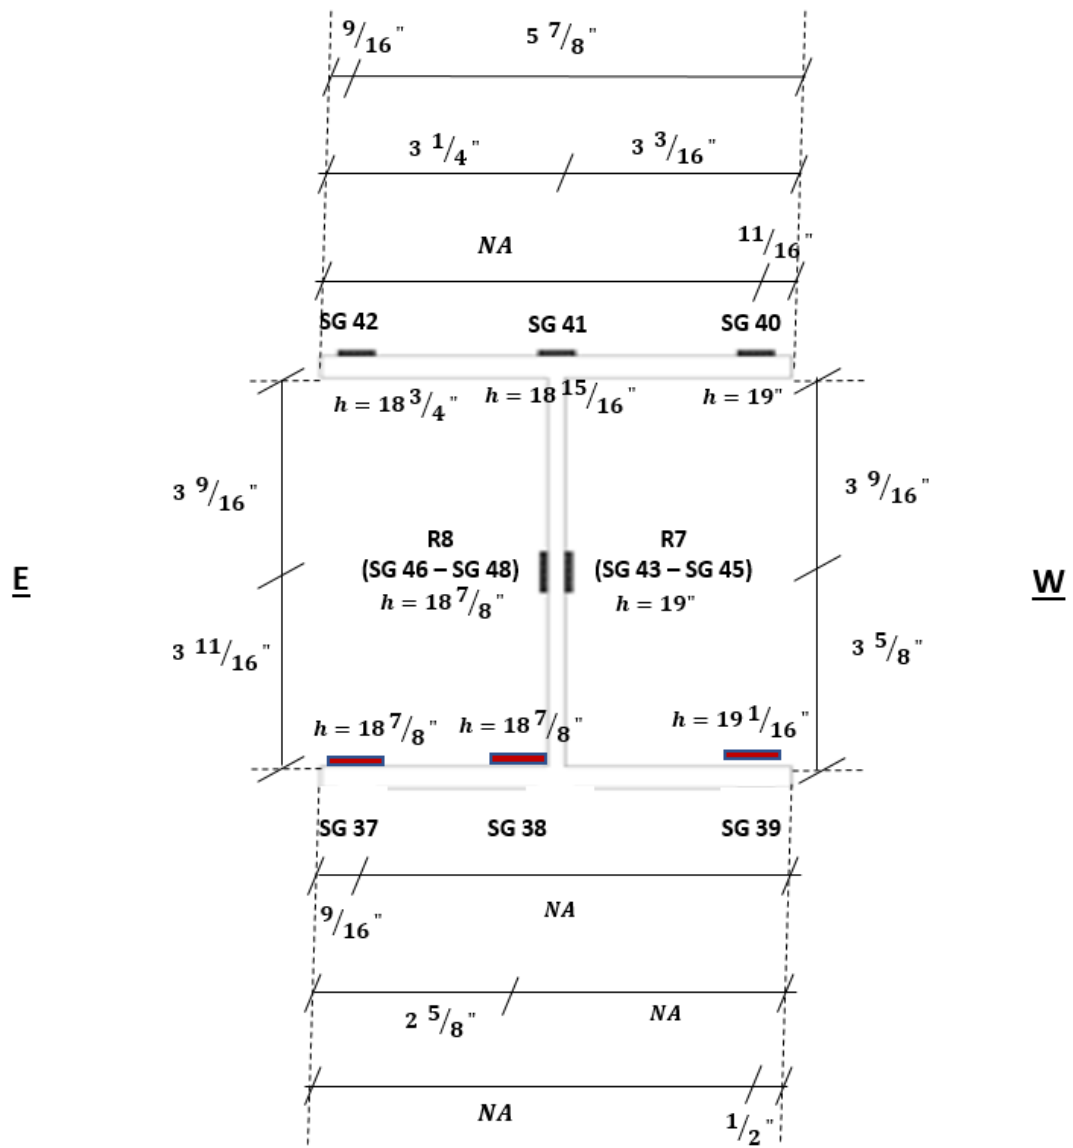 9/16" 5 7/8"
3 1/4" 3 3/16"
NA 11/16"
SG 42 SG 41 SG 40
h = 18 3/4" h = 18 15/16" h = 19"
3 9/16" 3 9/16"
R8 R7
E (SG 46 – SG 48) (SG 43 – SG 45) W
h = 18 7/8" h = 19"
3 11/16" 3 5/8"
h = 18 7/8" h = 18 7/8" h = 19 1/16"
SG 37 SG 38 SG 39
9/16" NA
2 5/8" NA
NA 1/2"